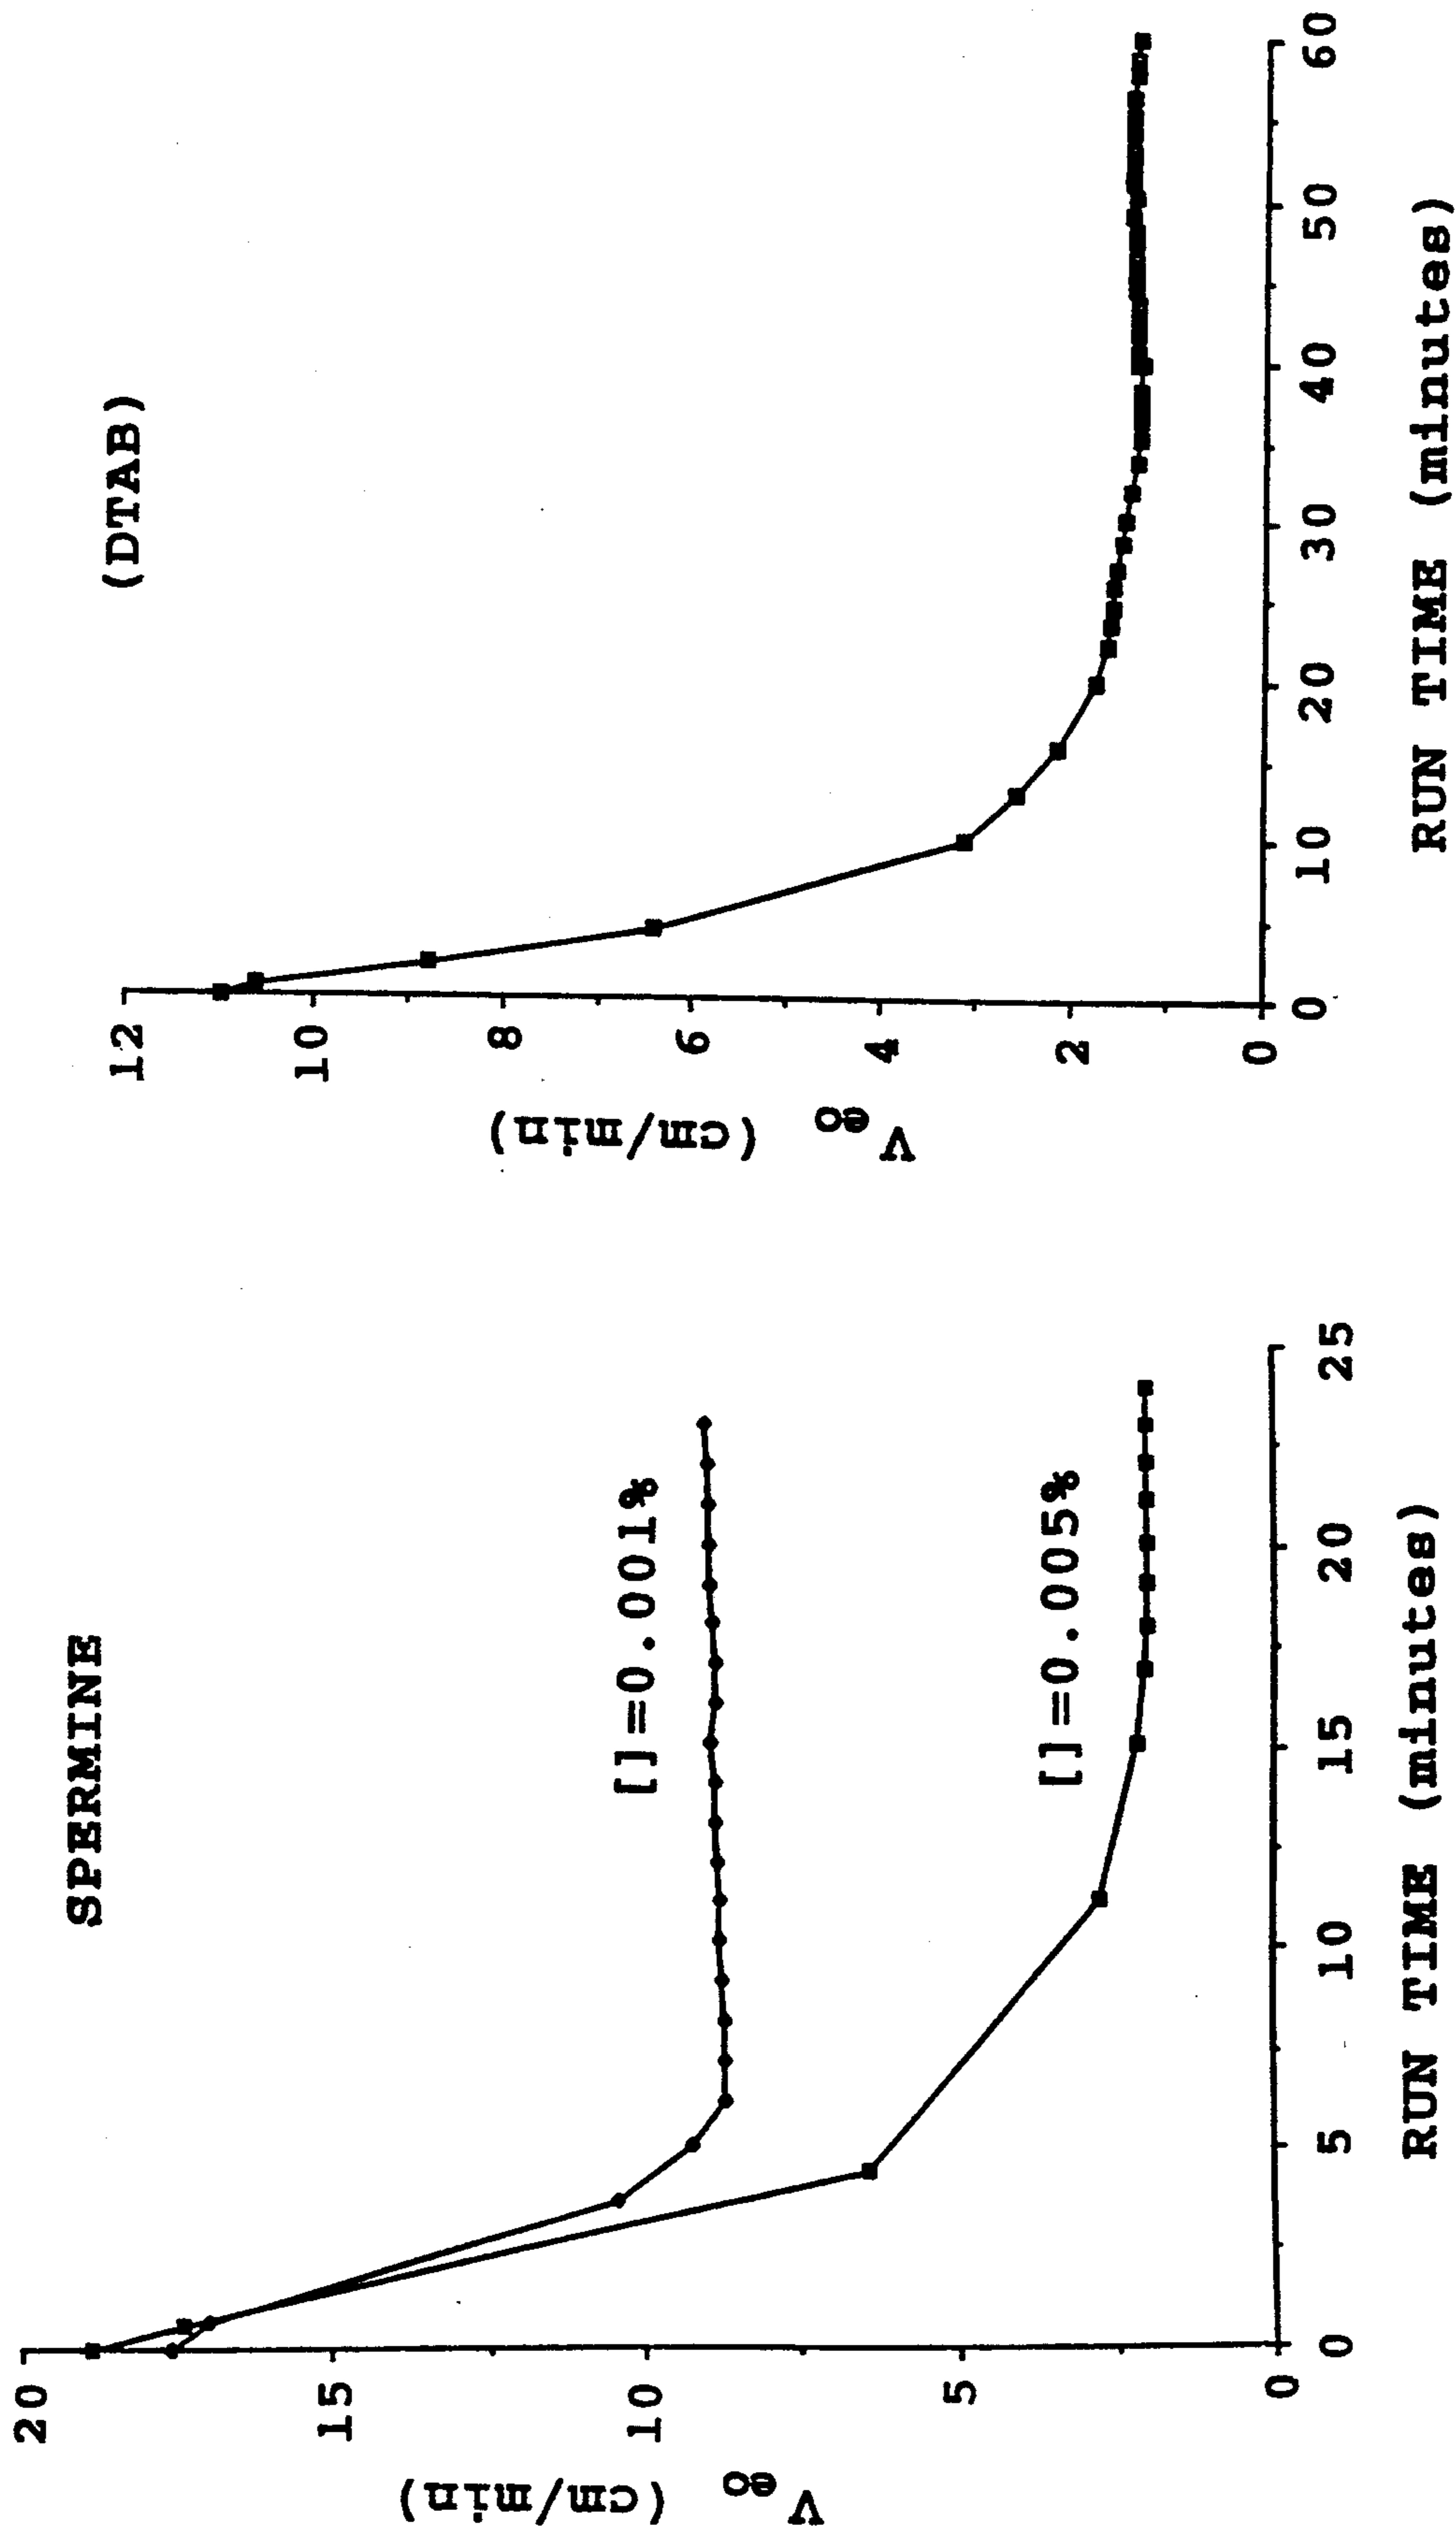 SPERMINE
20
15
10
5
0
V_eo (cm/min)
[]=0.001%
[]=0.005%
0 5 10 15 20 25
RUN TIME (minutes)
(DTAB)
12
10
8
6
4
2
0
V_eo (cm/min)
0 10 20 30 40 50 60
RUN TIME (minutes)